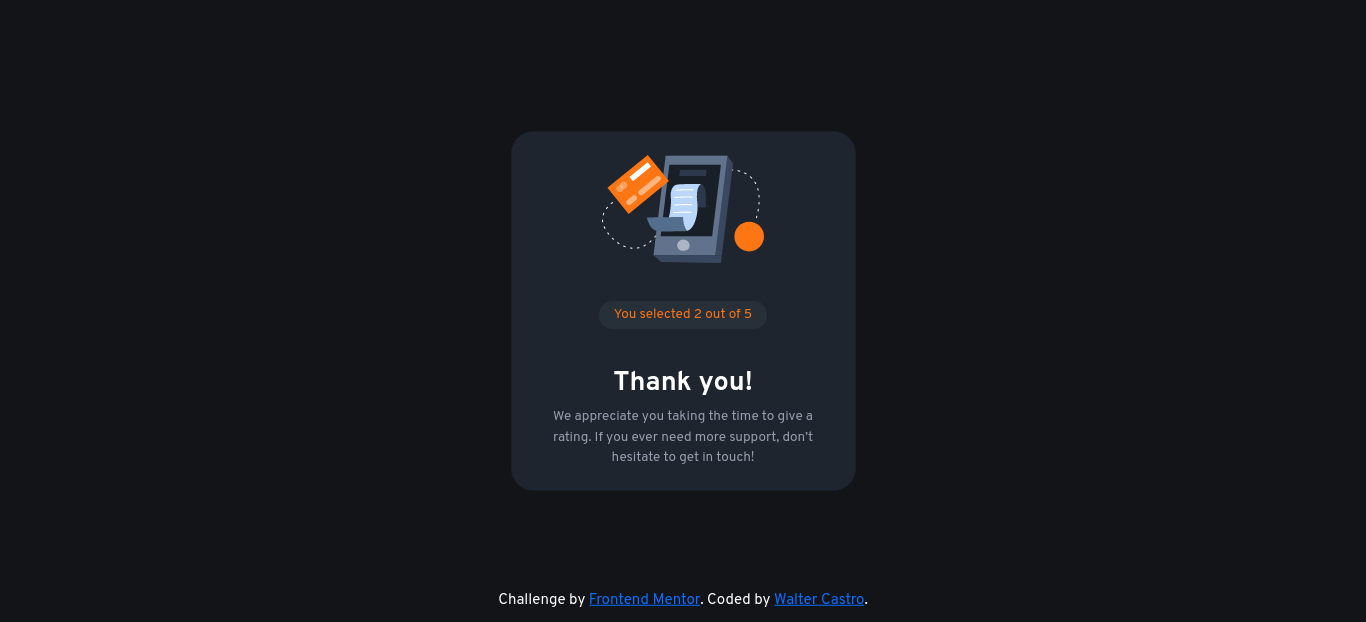 You selected 2 out of 5
Thank you!
We appreciate you taking the time to give a
rating. If you ever need more support, don't
hesitate to get in touch!
Challenge by Frontend Mentor. Coded by Walter Castro.